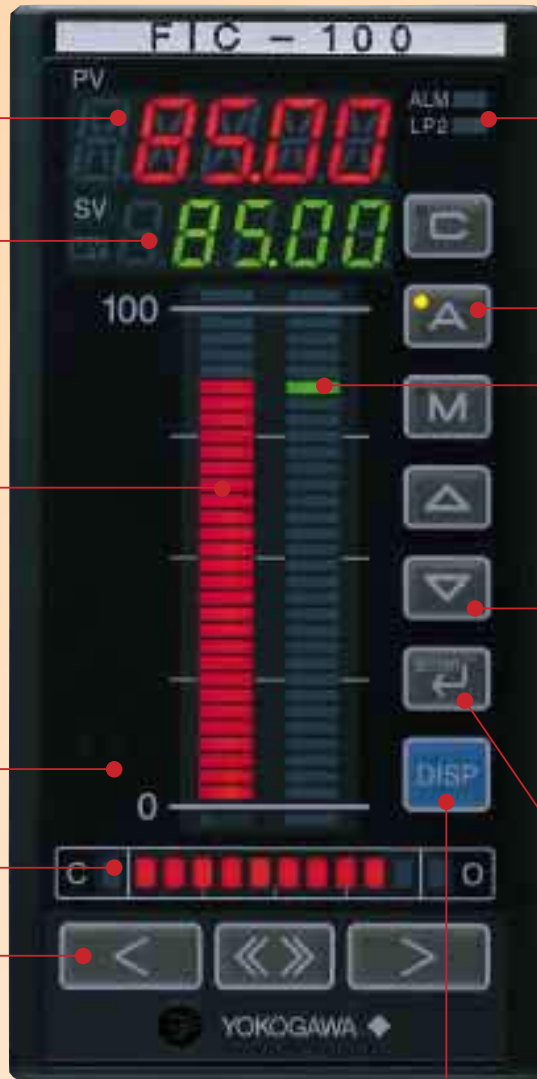 FIC - 100
PV
ALM
85.00
LP2
SV
85.00
C
100
A
M
DISP
0
C O
< << >> >
YOKOGAWA